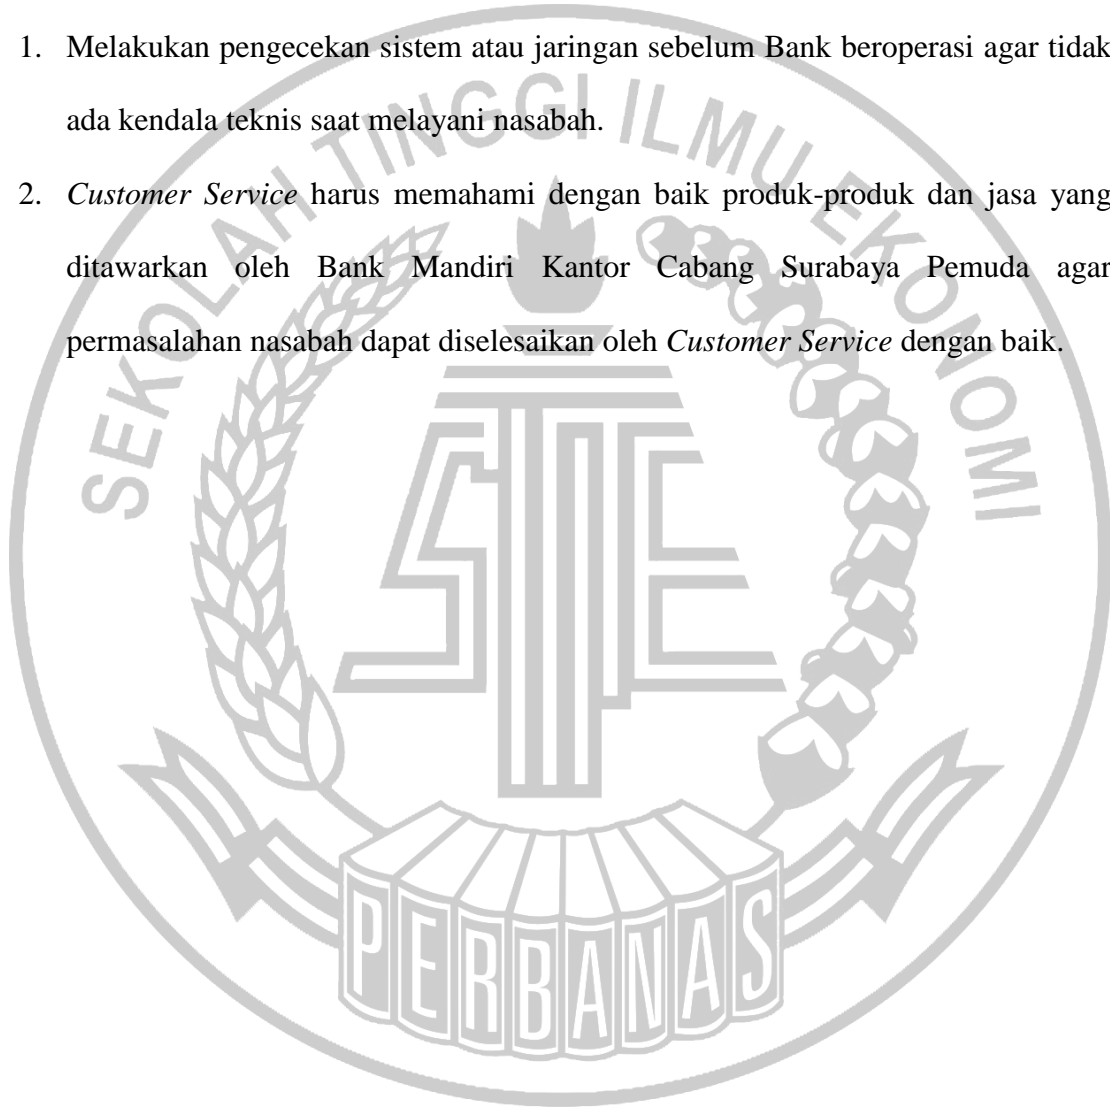 1. Melakukan pengecekan sistem atau jaringan sebelum Bank beroperasi agar tidak
ada kendala teknis saat melayani nasabah.
2. Customer Service harus memahami dengan baik produk-produk dan jasa yang
ditawarkan oleh Bank Mandiri Kantor Cabang Surabaya Pemuda agar
permasalahan nasabah dapat diselesaikan oleh Customer Service dengan baik.
SEKOLAH TINGGI ILMU EKONOMI
STIE
PERBANAS